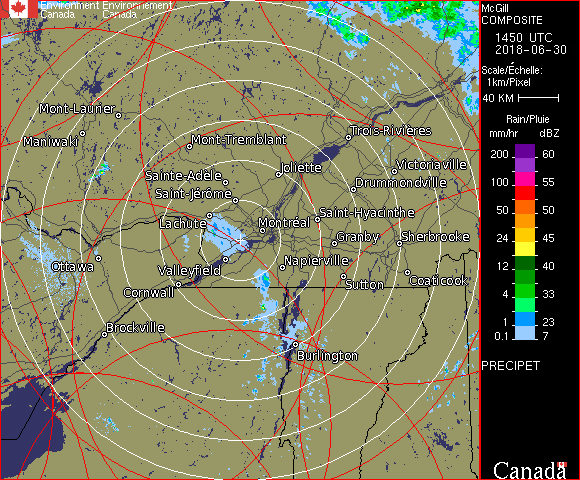 Environment Environnement
Canada Canada
McGill
COMPOSITE
1450 UTC
2018-06-30
Scale/Échelle:
1km/Pixel
40 KM
Rain/Pluie
mm/hr dBZ
200 60
155 57
100 55
50 50
24 45
12 40
4 33
1 23
0.1 7
PRECIPET
Canada
Mont-Laurier
Maniwaki
Mont-Tremblant
Trois-Rivières
Joliette
Victoriaville
Sainte-Adèle
Drummondville
Saint-Jérôme
Saint-Hyacinthe
Lachute
Montréal
Granby
Sherbrooke
Ottawa
Valleyfield
Napierville
Sutton
Coaticook
Cornwall
Brockville
Burlington